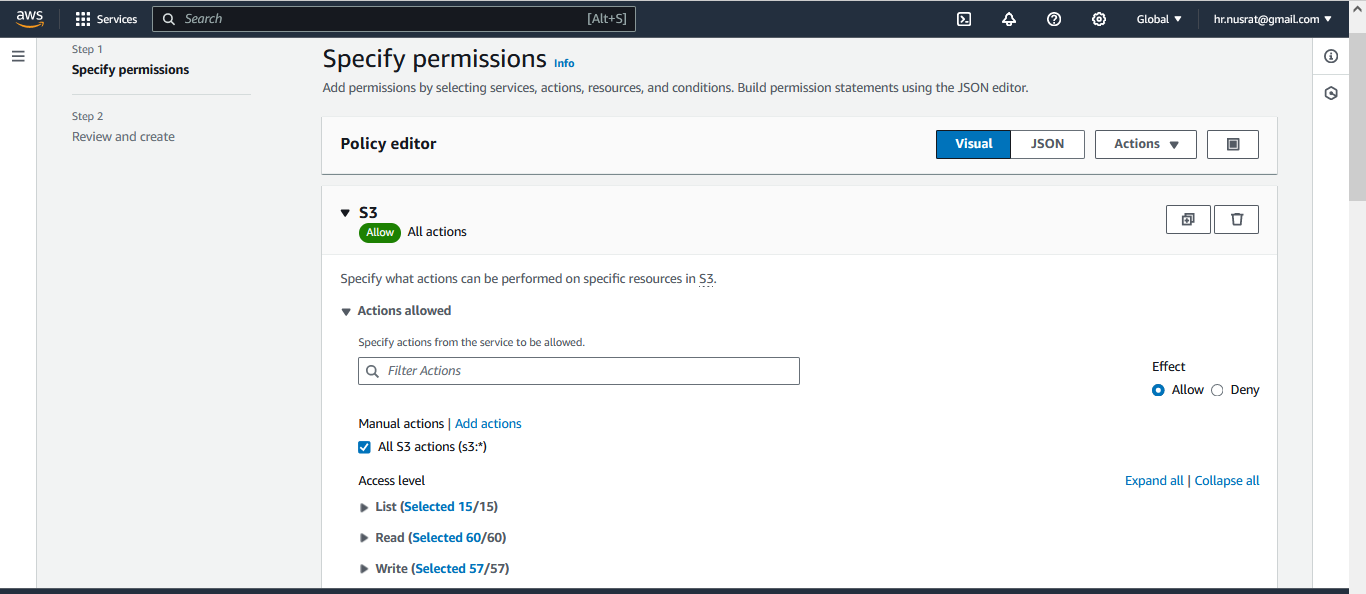 aws
Services
Search
[Alt+S]
Global
hr.nusrat@gmail.com
Step 1
Specify permissions
Step 2
Review and create
Specify permissions Info
Add permissions by selecting services, actions, resources, and conditions. Build permission statements using the JSON editor.
Policy editor
Visual
JSON
Actions
S3
Allow All actions
Specify what actions can be performed on specific resources in S3.
Actions allowed
Specify actions from the service to be allowed.
Filter Actions
Effect
Allow Deny
Manual actions | Add actions
All S3 actions (s3:*)
Access level
Expand all | Collapse all
List (Selected 15/15)
Read (Selected 60/60)
Write (Selected 57/57)